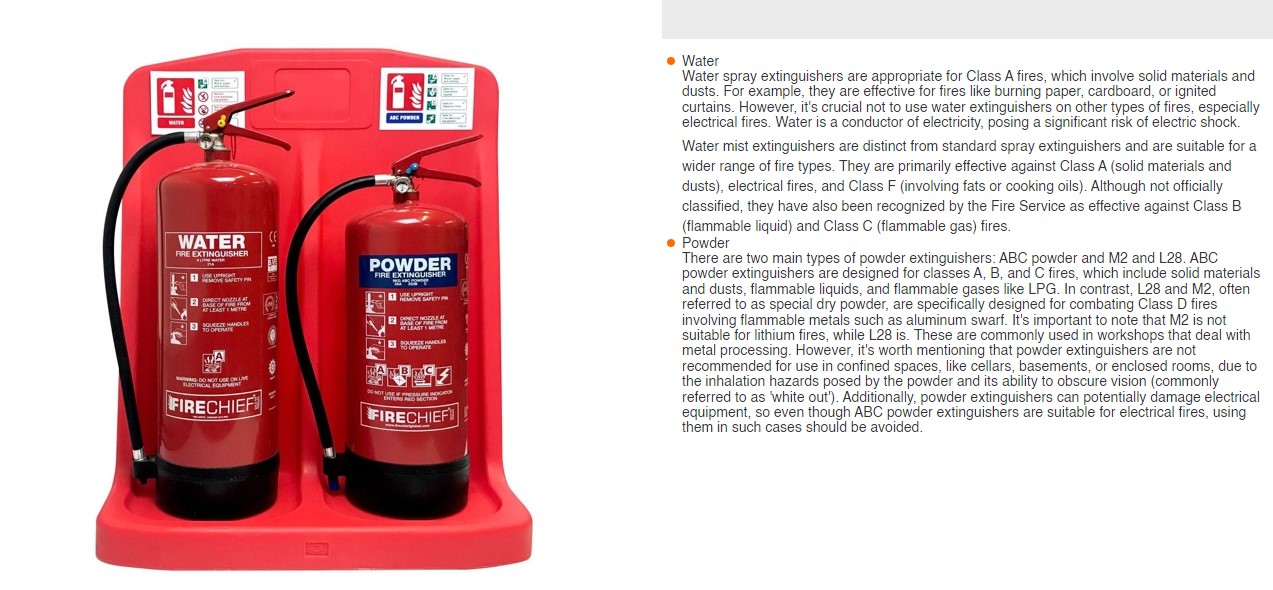 WATER
ABC POWDER
WATER
FIRE EXTINGUISHER
6 LITRE WATER
21A
1 USE UPRIGHT
REMOVE SAFETY PIN
2 DIRECT NOZZLE AT
BASE OF FIRE FROM
AT LEAST 1 METRE
3 SQUEEZE HANDLES
TO OPERATE
A
WARNING: DO NOT USE ON LIVE
ELECTRICAL EQUIPMENT
FIRECHIEF
CE
POWDER
FIRE EXTINGUISHER
1 USE UPRIGHT
REMOVE SAFETY PIN
2 DIRECT NOZZLE AT
BASE OF FIRE FROM
AT LEAST 1 METRE
3 SQUEEZE HANDLES
TO OPERATE
A B C
DO NOT USE IF PRESSURE INDICATOR
ENTERS RED SECTION
FIRECHIEF
www.firechiefglobal.com
Water
Water spray extinguishers are appropriate for Class A fires, which involve solid materials and
dusts. For example, they are effective for fires like burning paper, cardboard, or ignited
curtains. However, it's crucial not to use water extinguishers on other types of fires, especially
electrical fires. Water is a conductor of electricity, posing a significant risk of electric shock.
Water mist extinguishers are distinct from standard spray extinguishers and are suitable for a
wider range of fire types. They are primarily effective against Class A (solid materials and
dusts), electrical fires, and Class F (involving fats or cooking oils). Although not officially
classified, they have also been recognized by the Fire Service as effective against Class B
(flammable liquid) and Class C (flammable gas) fires.
Powder
There are two main types of powder extinguishers: ABC powder and M2 and L28. ABC
powder extinguishers are designed for classes A, B, and C fires, which include solid materials
and dusts, flammable liquids, and flammable gases like LPG. In contrast, L28 and M2, often
referred to as special dry powder, are specifically designed for combating Class D fires
involving flammable metals such as aluminum swarf. It's important to note that M2 is not
suitable for lithium fires, while L28 is. These are commonly used in workshops that deal with
metal processing. However, it's worth mentioning that powder extinguishers are not
recommended for use in confined spaces, like cellars, basements, or enclosed rooms, due to
the inhalation hazards posed by the powder and its ability to obscure vision (commonly
referred to as 'white out'). Additionally, powder extinguishers can potentially damage electrical
equipment, so even though ABC powder extinguishers are suitable for electrical fires, using
them in such cases should be avoided.